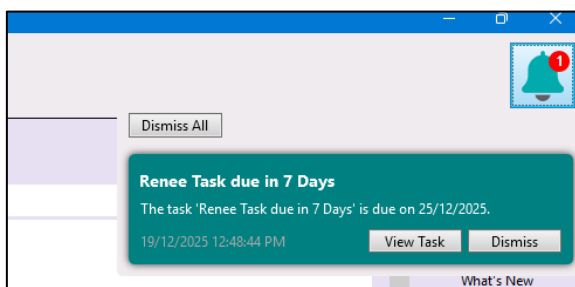 1
Dismiss All
Renee Task due in 7 Days
The task 'Renee Task due in 7 Days' is due on 25/12/2025.
19/12/2025 12:48:44 PM View Task Dismiss
What's New